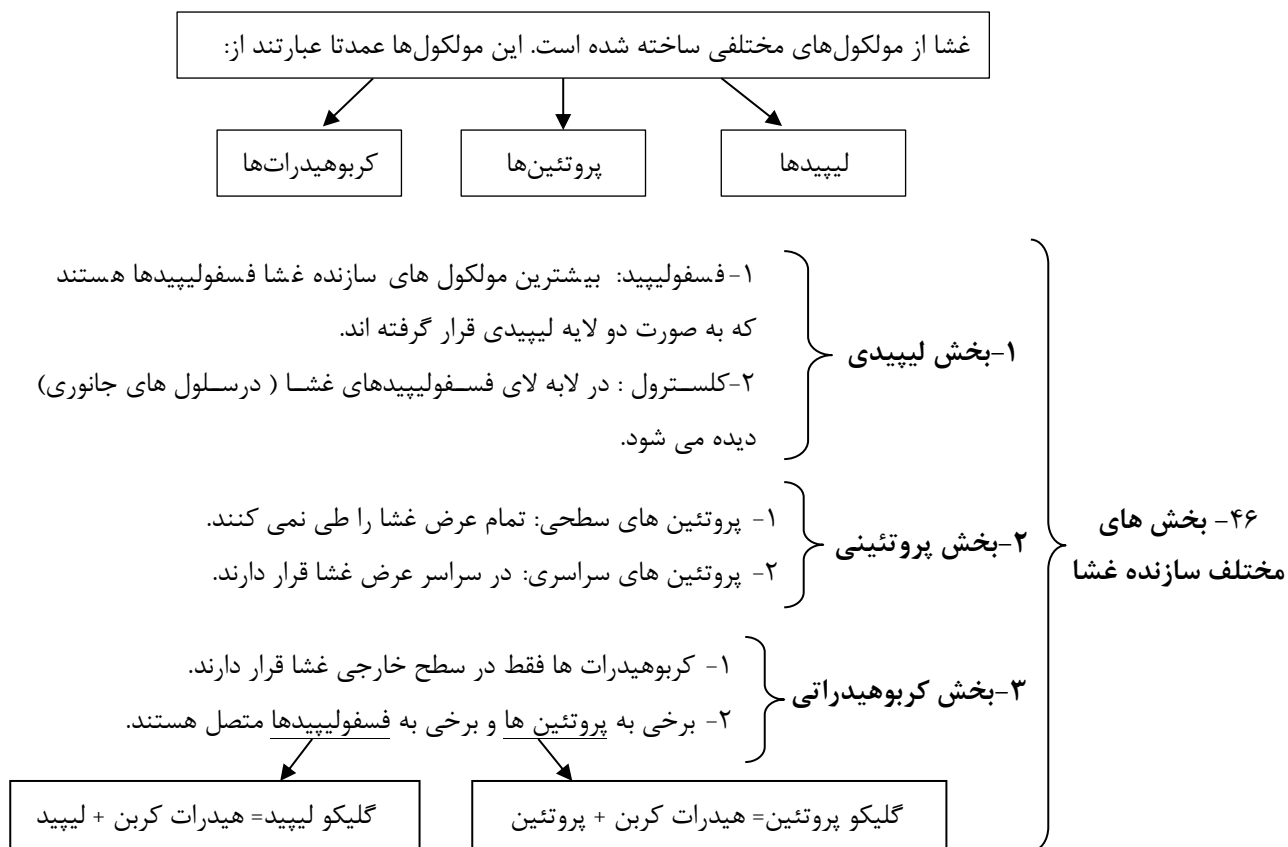 غشا از مولکول‌های مختلفی ساخته شده است. این مولکول‌ها عمدتا عبارتند از:
لیپیدها
پروتئین‌ها
کربوهیدرات‌ها
۴۶- بخش های
مختلف سازنده غشا
۱-بخش لیپیدی
۱-فسفولیپید: بیشترین مولکول های سازنده غشا فسفولیپیدها هستند
که به صورت دو لایه لیپیدی قرار گرفته اند.
۲-کلسترول : در لابه لای فسفولیپیدهای غشا ( درسلول های جانوری)
دیده می شود.
۲-بخش پروتئینی
۱- پروتئین های سطحی: تمام عرض غشا را طی نمی کنند.
۲- پروتئین های سراسری: در سراسر عرض غشا قرار دارند.
۳-بخش کربوهیدراتی
۱- کربوهیدرات ها فقط در سطح خارجی غشا قرار دارند.
۲- برخی به پروتئین ها و برخی به فسفولیپیدها متصل هستند.
گلیکو پروتئین= هیدرات کربن + پروتئین
گلیکو لیپید= هیدرات کربن + لیپید